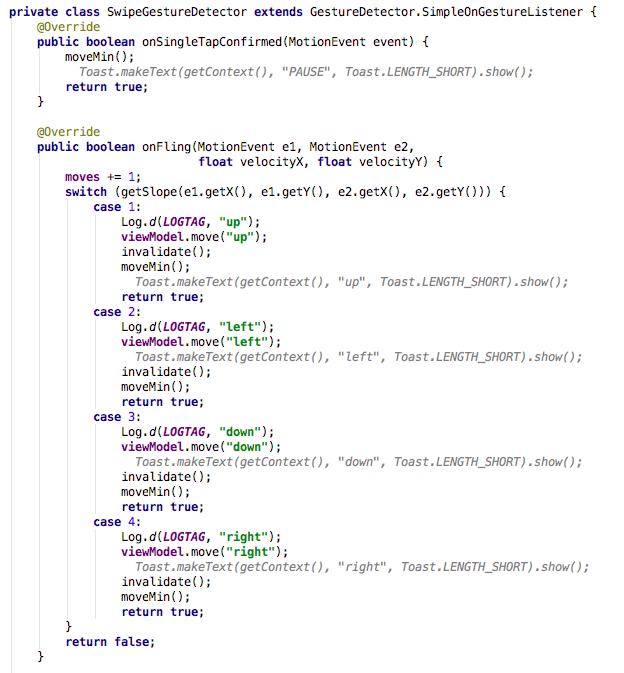 private class SwipeGestureDetector extends GestureDetector.SimpleOnGestureListener {
    @Override
    public boolean onSingleTapConfirmed(MotionEvent event) {
        moveMin();
          Toast.makeText(getContext(), "PAUSE", Toast.LENGTH_SHORT).show();
        return true;
    }

    @Override
    public boolean onFling(MotionEvent e1, MotionEvent e2,
                           float velocityX, float velocityY) {
        moves += 1;
        switch (getSlope(e1.getX(), e1.getY(), e2.getX(), e2.getY())) {
            case 1:
                Log.d(LOGTAG, "up");
                viewModel.move("up");
                invalidate();
                moveMin();
                  Toast.makeText(getContext(), "up", Toast.LENGTH_SHORT).show();
                return true;
            case 2:
                Log.d(LOGTAG, "left");
                viewModel.move("left");
                  Toast.makeText(getContext(), "left", Toast.LENGTH_SHORT).show();
                invalidate();
                moveMin();
                return true;
            case 3:
                Log.d(LOGTAG, "down");
                viewModel.move("down");
                  Toast.makeText(getContext(), "down", Toast.LENGTH_SHORT).show();
                invalidate();
                moveMin();
                return true;
            case 4:
                Log.d(LOGTAG, "right");
                viewModel.move("right");
                  Toast.makeText(getContext(), "right", Toast.LENGTH_SHORT).show();
                invalidate();
                moveMin();
                return true;
        }
        return false;
    }